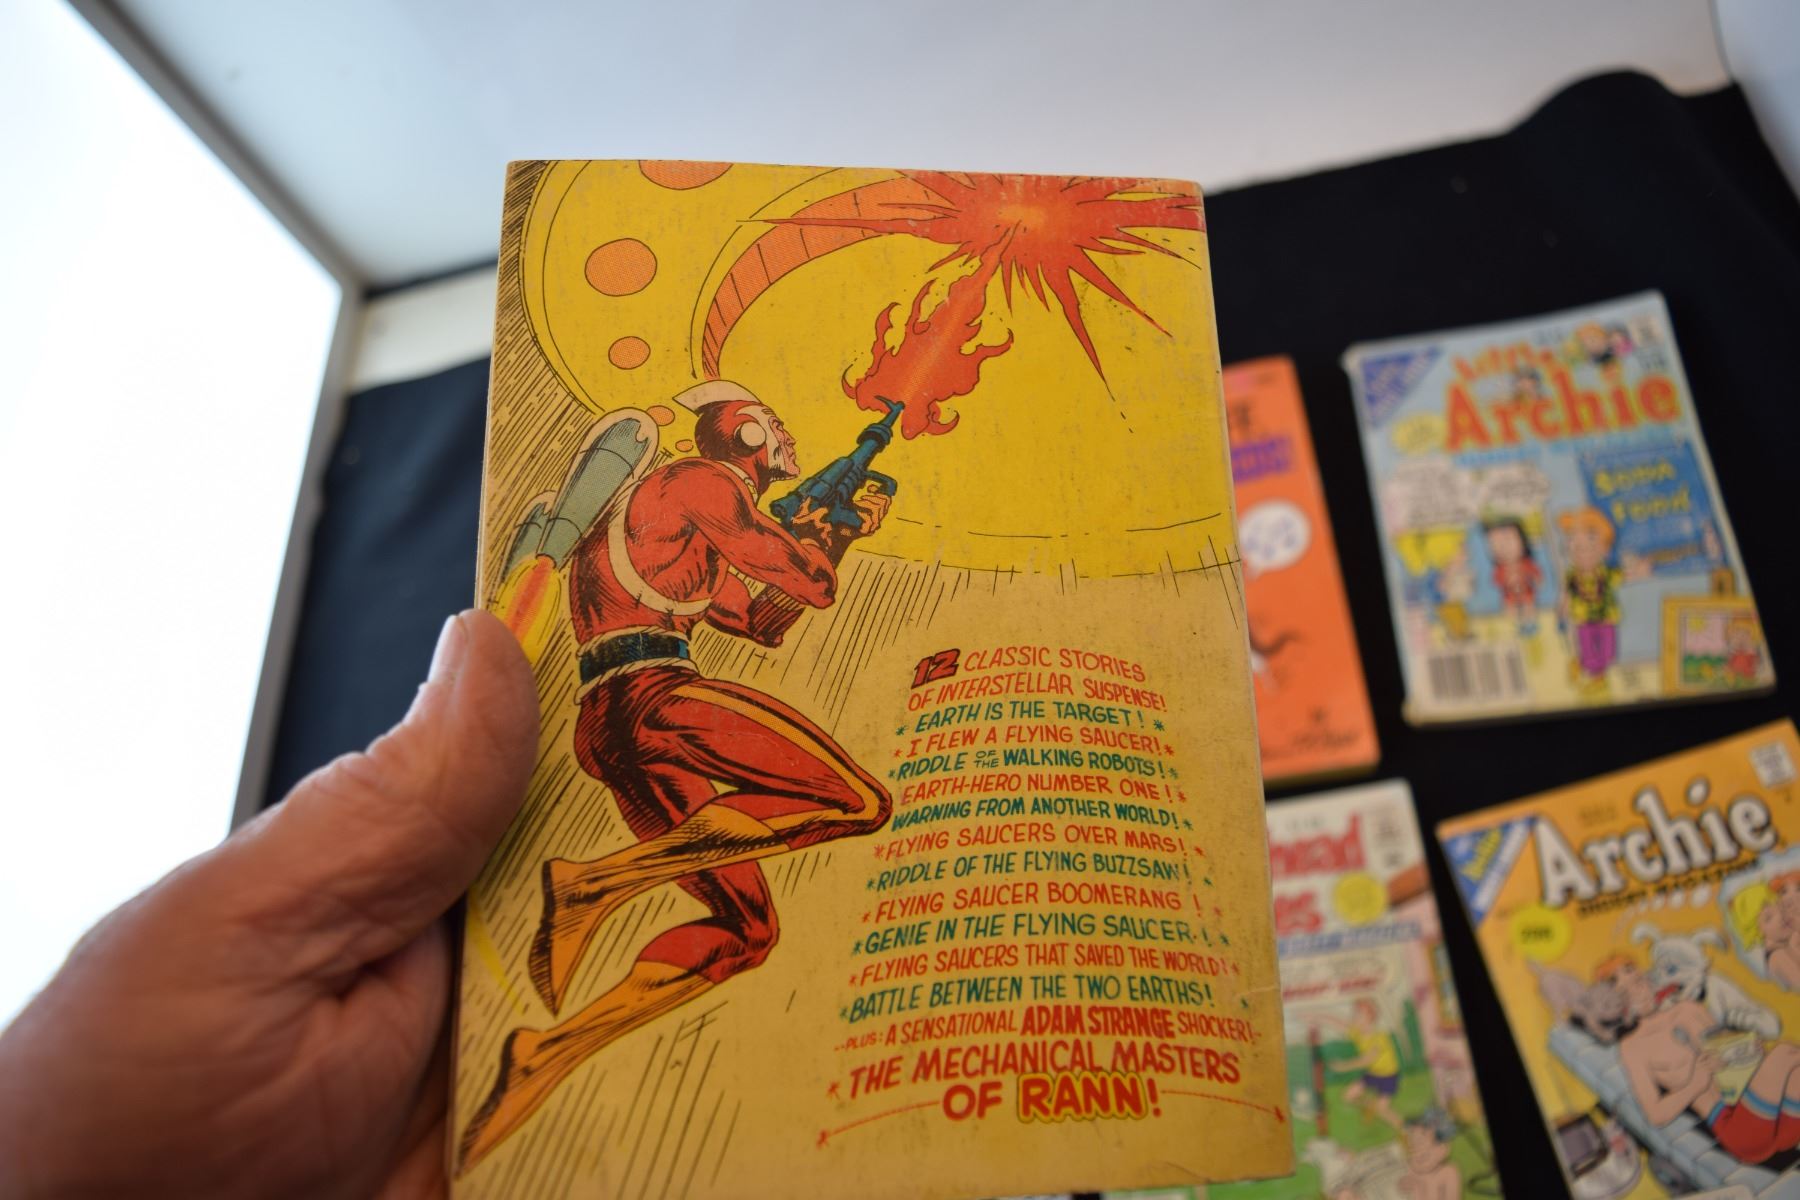 12 CLASSIC STORIES
OF INTERSTELLAR SUSPENSE!
* EARTH IS THE TARGET! *
* I FLEW A FLYING SAUCER! *
* RIDDLE OF THE WALKING ROBOTS! *
EARTH-HERO NUMBER ONE! *
WARNING FROM ANOTHER WORLD! *
* FLYING SAUCERS OVER MARS! *
* RIDDLE OF THE FLYING BUZZSAW! *
* FLYING SAUCER BOOMERANG! *
* GENIE IN THE FLYING SAUCER! *
* FLYING SAUCERS THAT SAVED THE WORLD! *
* BATTLE BETWEEN THE TWO EARTHS! *
--PLUS: A SENSATIONAL ADAM STRANGE SHOCKER!--
* THE MECHANICAL MASTERS
OF RANN!
Little
Archie
SODA
Archie